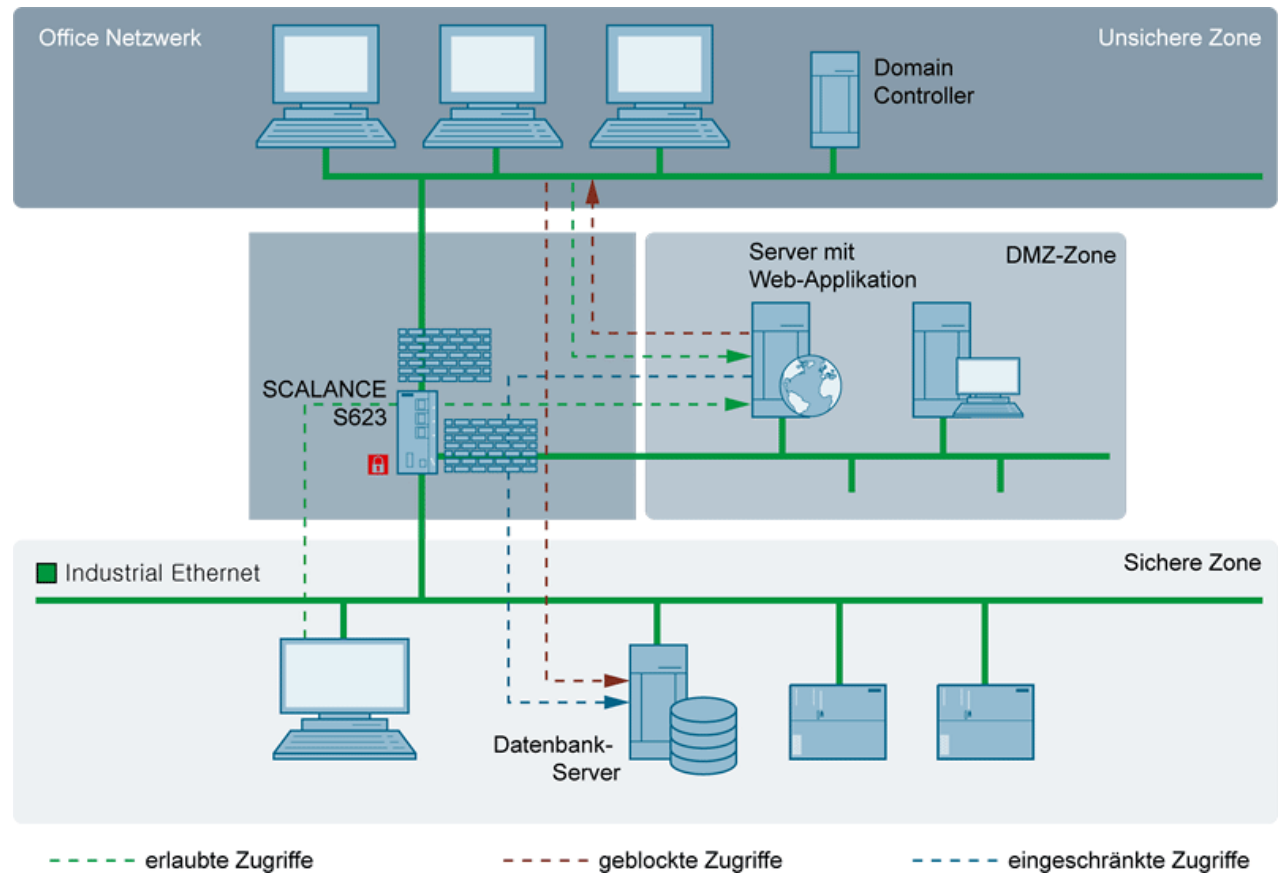 Office Netzwerk
Unsichere Zone
Domain
Controller
Server mit
Web-Applikation
DMZ-Zone
SCALANCE
S623
Industrial Ethernet
Sichere Zone
Datenbank-
Server
erlaubte Zugriffe
geblockte Zugriffe
eingeschränkte Zugriffe